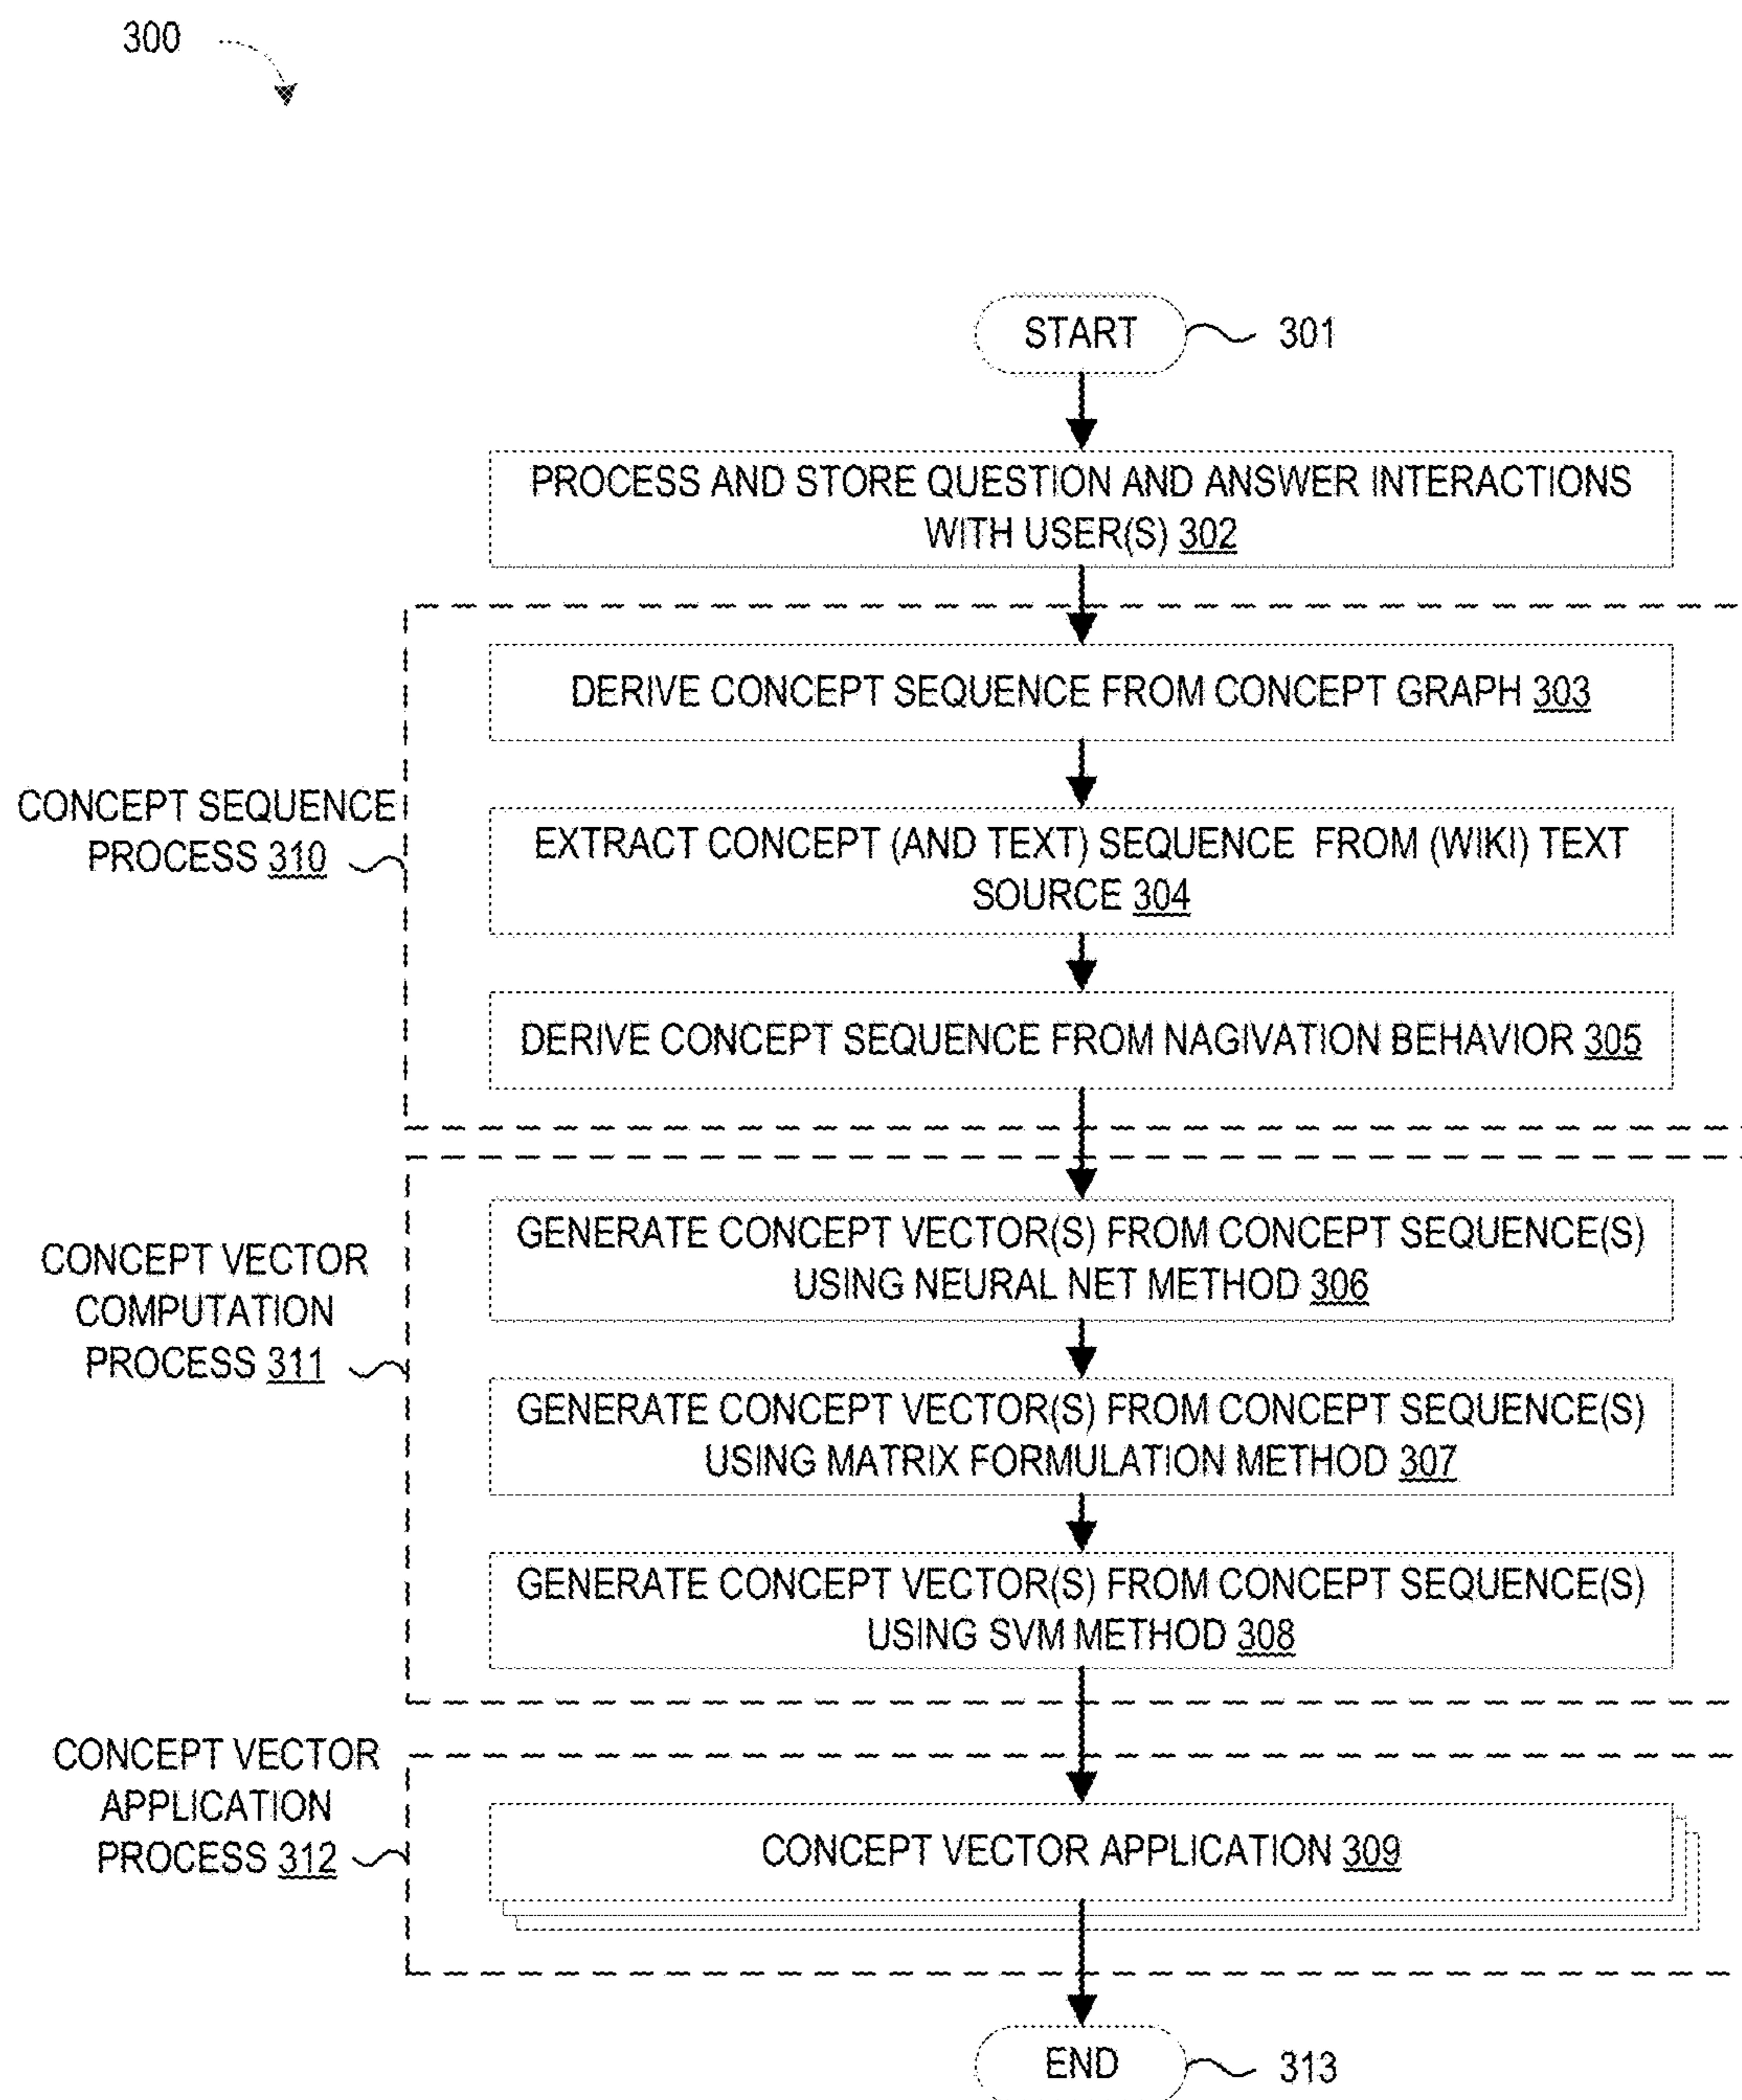 300
START
301
PROCESS AND STORE QUESTION AND ANSWER INTERACTIONS
WITH USER(S) 302
DERIVE CONCEPT SEQUENCE FROM CONCEPT GRAPH 303
CONCEPT SEQUENCE
PROCESS 310
EXTRACT CONCEPT (AND TEXT) SEQUENCE FROM (WIKI) TEXT
SOURCE 304
DERIVE CONCEPT SEQUENCE FROM NAGIVATION BEHAVIOR 305
GENERATE CONCEPT VECTOR(S) FROM CONCEPT SEQUENCE(S)
USING NEURAL NET METHOD 306
CONCEPT VECTOR
COMPUTATION
PROCESS 311
GENERATE CONCEPT VECTOR(S) FROM CONCEPT SEQUENCE(S)
USING MATRIX FORMULATION METHOD 307
GENERATE CONCEPT VECTOR(S) FROM CONCEPT SEQUENCE(S)
USING SVM METHOD 308
CONCEPT VECTOR
APPLICATION
PROCESS 312
CONCEPT VECTOR APPLICATION 309
END
313